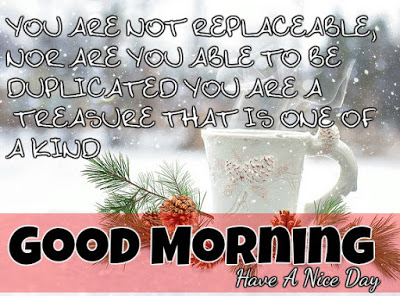 YOU ARE NOT REPLACEABLE,
NOR ARE YOU ABLE TO BE
DUPLICATED YOU ARE A
TREASURE THAT IS ONE OF
A KIND
GOOD MORNING
Have A Nice Day